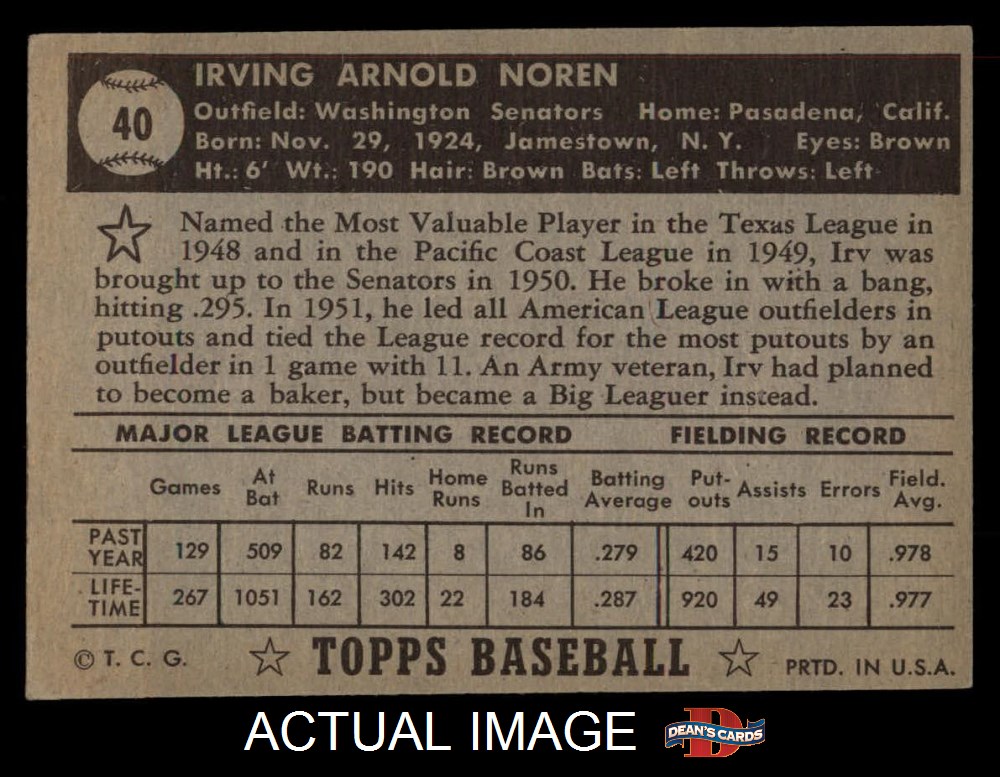 IRVING ARNOLD NOREN
40
Outfield: Washington Senators Home: Pasadena, Calif.
Born: Nov. 29, 1924, Jamestown, N. Y. Eyes: Brown
Ht.: 6' Wt.: 190 Hair: Brown Bats: Left Throws: Left
Named the Most Valuable Player in the Texas League in
1948 and in the Pacific Coast League in 1949, Irv was
brought up to the Senators in 1950. He broke in with a bang,
hitting .295. In 1951, he led all American League outfielders in
putouts and tied the League record for the most putouts by an
outfielder in 1 game with 11. An Army veteran, Irv had planned
to become a baker, but became a Big Leaguer instead.
MAJOR LEAGUE BATTING RECORD FIELDING RECORD
Games At Bat Runs Hits Home Runs Runs Batted In Batting Average Put-outs Assists Errors Field. Avg.
PAST YEAR 129 509 82 142 8 86 .279 420 15 10 .978
LIFE-TIME 267 1051 162 302 22 184 .287 920 49 23 .977
© T. C. G. TOPPS BASEBALL PRTD. IN U.S.A.
ACTUAL IMAGE
D
DEAN'S CARDS